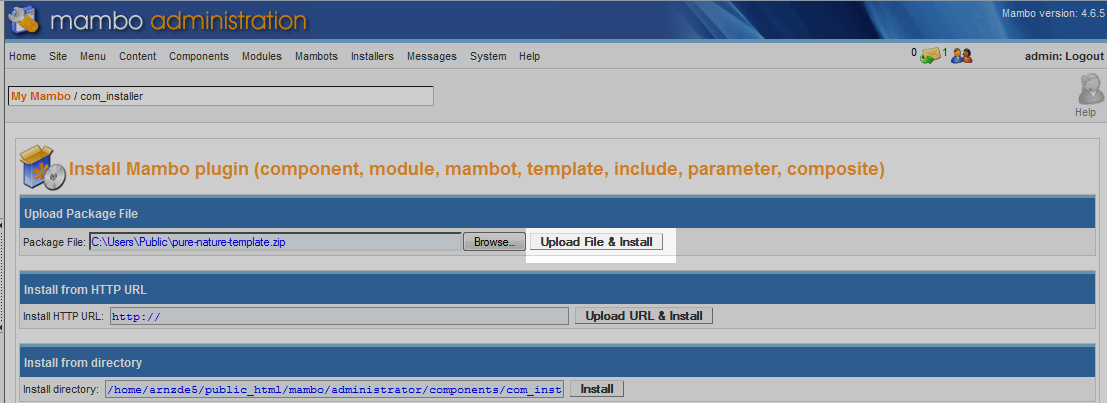 mambo administration
Mambo version: 4.6.5
Home Site Menu Content Components Modules Mambots Installers Messages System Help 0 1 admin: Logout
My Mambo / com_installer
Help
Install Mambo plugin (component, module, mambot, template, include, parameter, composite)
Upload Package File
Package File: C:\Users\Public\pure-nature-template.zip Browse... Upload File & Install
Install from HTTP URL
Install HTTP URL: http:// Upload URL & Install
Install from directory
Install directory: /home/arnzde5/public_html/mambo/administrator/components/com_inst Install